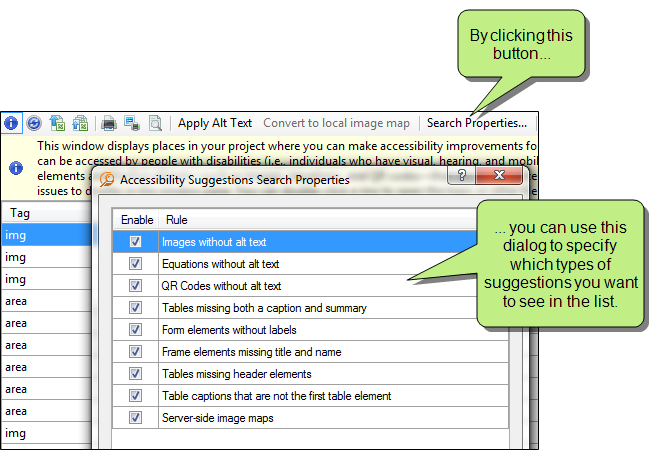 By clicking this
button...
Apply Alt Text Convert to local image map Search Properties...
This window displays places in your project where you can make accessibility improvements fo
can be accessed by people with disabilities (i.e., individuals who have visual, hearing, and mobil
elements a
issues to d
Accessibility Suggestions Search Properties
?
Tag
img
img
img
area
area
area
area
area
area
img
Enable Rule
Images without alt text
Equations without alt text
QR Codes without alt text
Tables missing both a caption and summary
Form elements without labels
Frame elements missing title and name
Tables missing header elements
Table captions that are not the first table element
Server-side image maps
... you can use this
dialog to specify
which types of
suggestions you want
to see in the list.